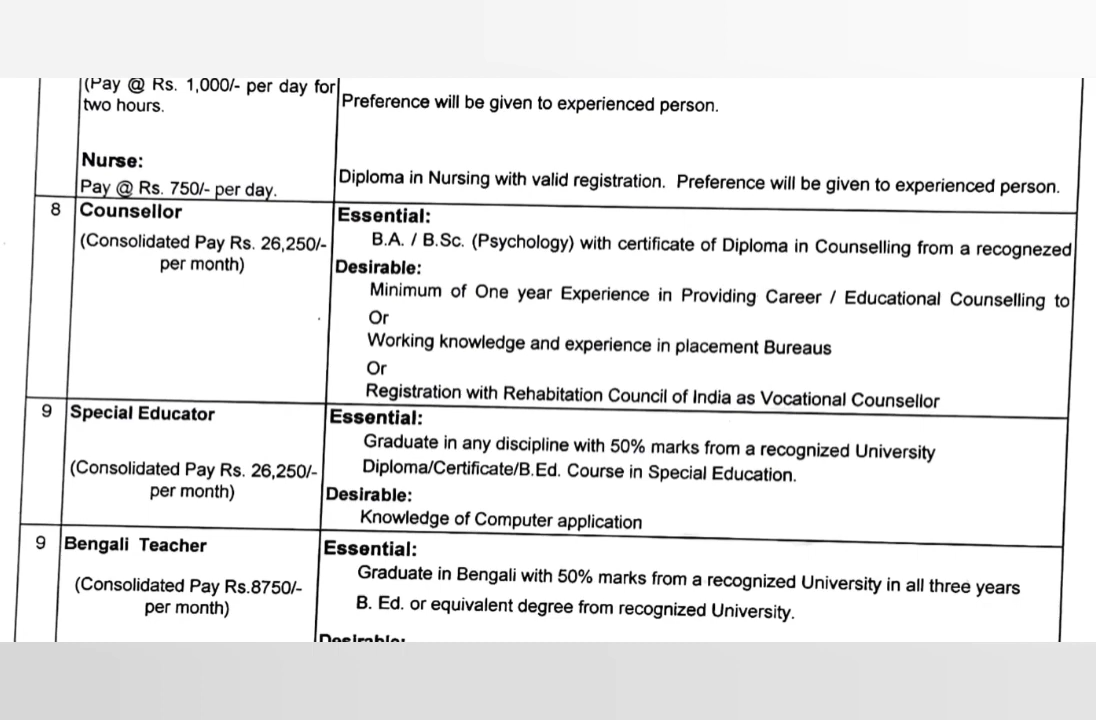 (Pay @ Rs. 1,000/- per day for
two hours.
Preference will be given to experienced person.
Nurse:
Pay @ Rs. 750/- per day.
Diploma in Nursing with valid registration. Preference will be given to experienced person.
8 Counsellor
(Consolidated Pay Rs. 26,250/-
per month)
Essential:
B.A. / B.Sc. (Psychology) with certificate of Diploma in Counselling from a recognezed
Desirable:
Minimum of One year Experience in Providing Career / Educational Counselling to
Or
Working knowledge and experience in placement Bureaus
Or
Registration with Rehabitation Council of India as Vocational Counsellor
9 Special Educator
(Consolidated Pay Rs. 26,250/-
per month)
Essential:
Graduate in any discipline with 50% marks from a recognized University
Diploma/Certificate/B.Ed. Course in Special Education.
Desirable:
Knowledge of Computer application
9 Bengali Teacher
(Consolidated Pay Rs.8750/-
per month)
Essential:
Graduate in Bengali with 50% marks from a recognized University in all three years
B. Ed. or equivalent degree from recognized University.
Desirable: